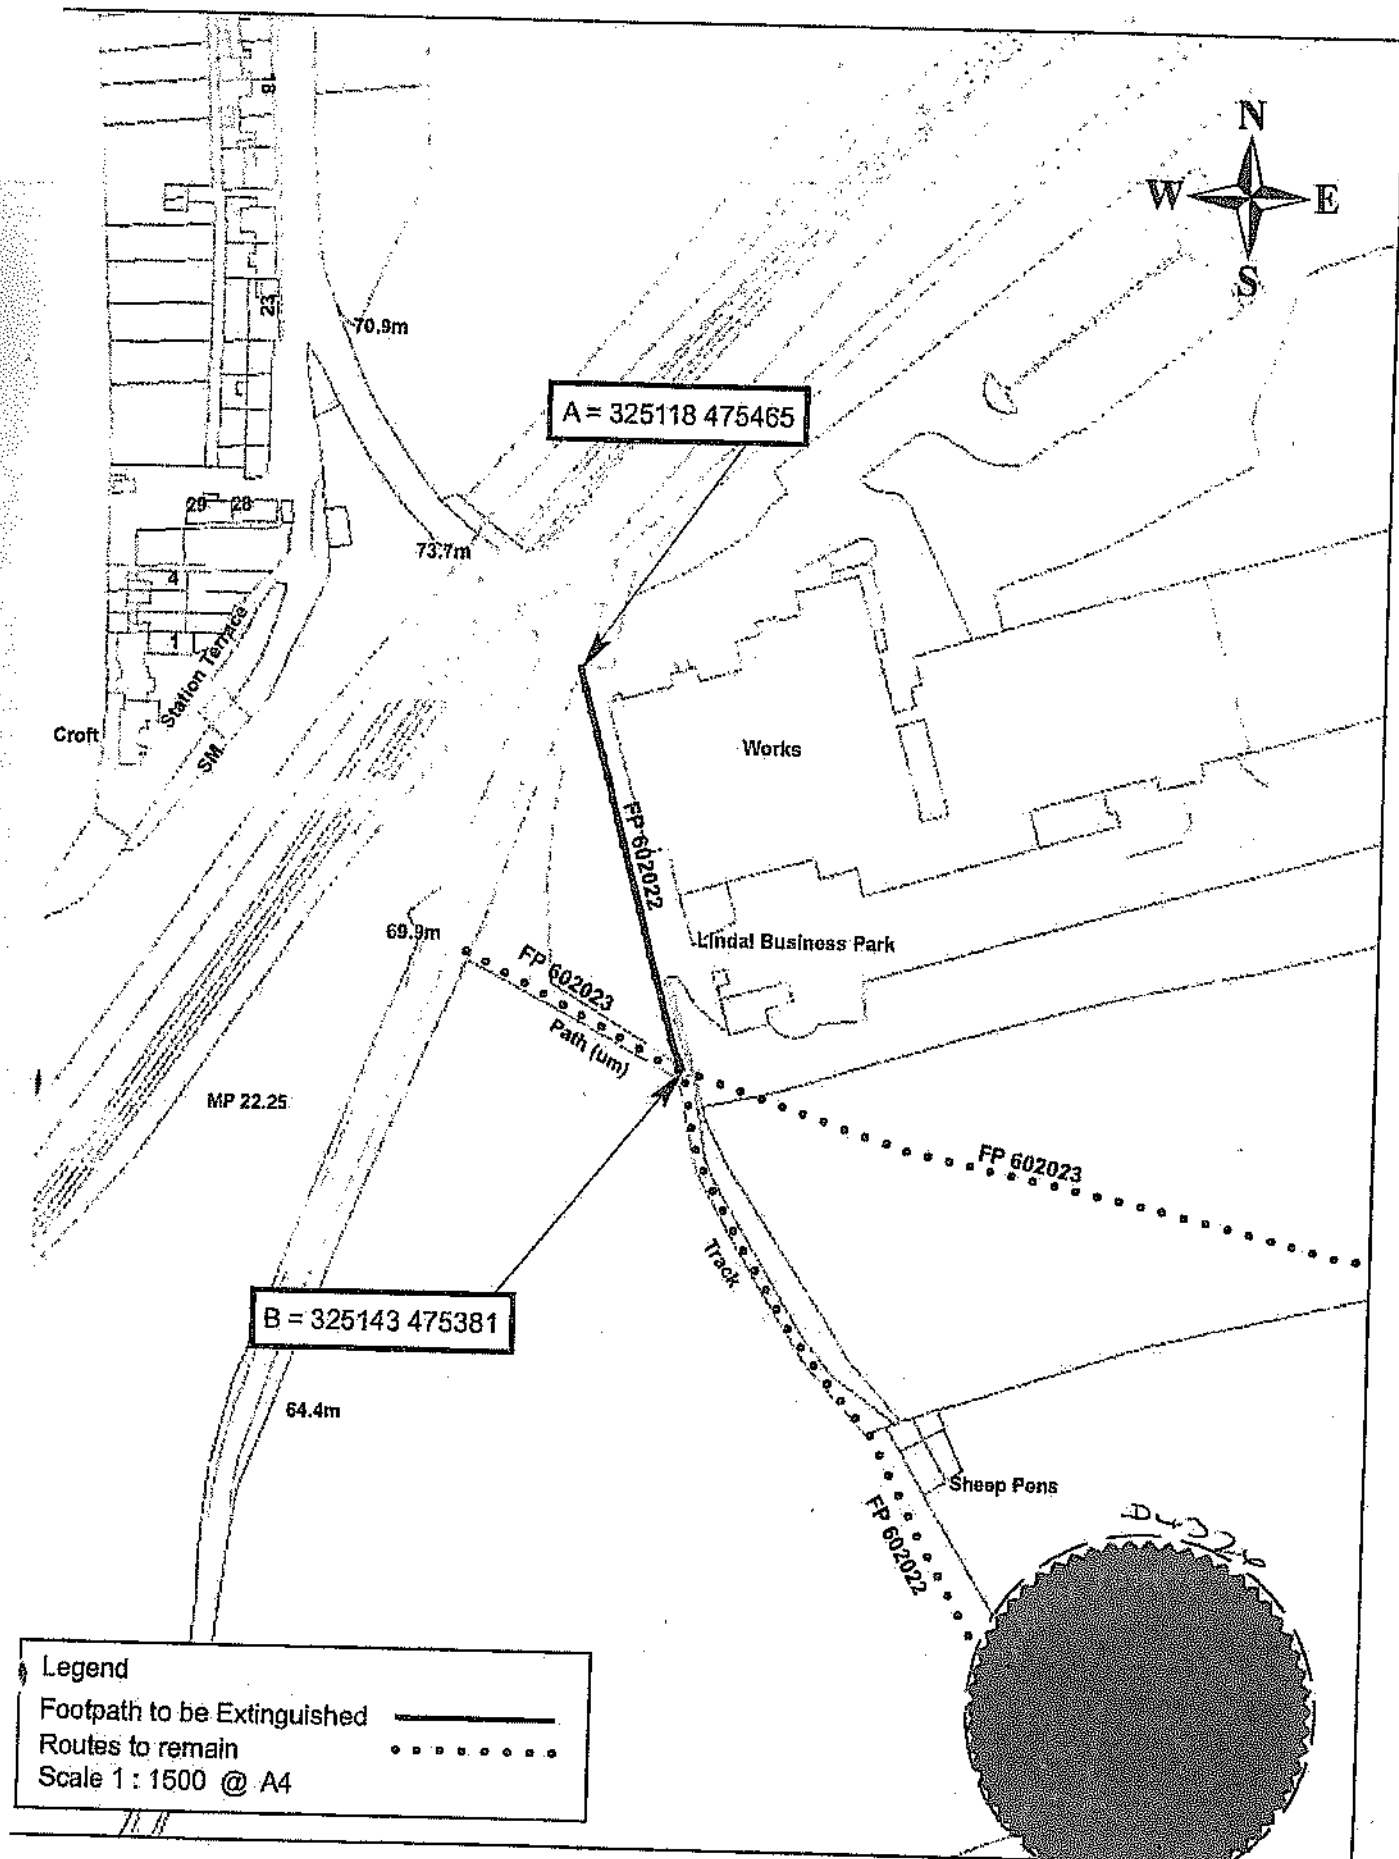 18
N
W E
S
23
70.9m
A = 325118 475465
29 28
73.7m
4
1
Station Terrace
Croft
SM
Works
FP 602022
69.9m
Lindal Business Park
FP 602023
Path (um)
MP 22.25
FP 602023
Track
B = 325143 475381
64.4m
Sheep Pens
FP 602022
D4326
Legend
Footpath to be Extinguished
Routes to remain
Scale 1 : 1500 @ A4